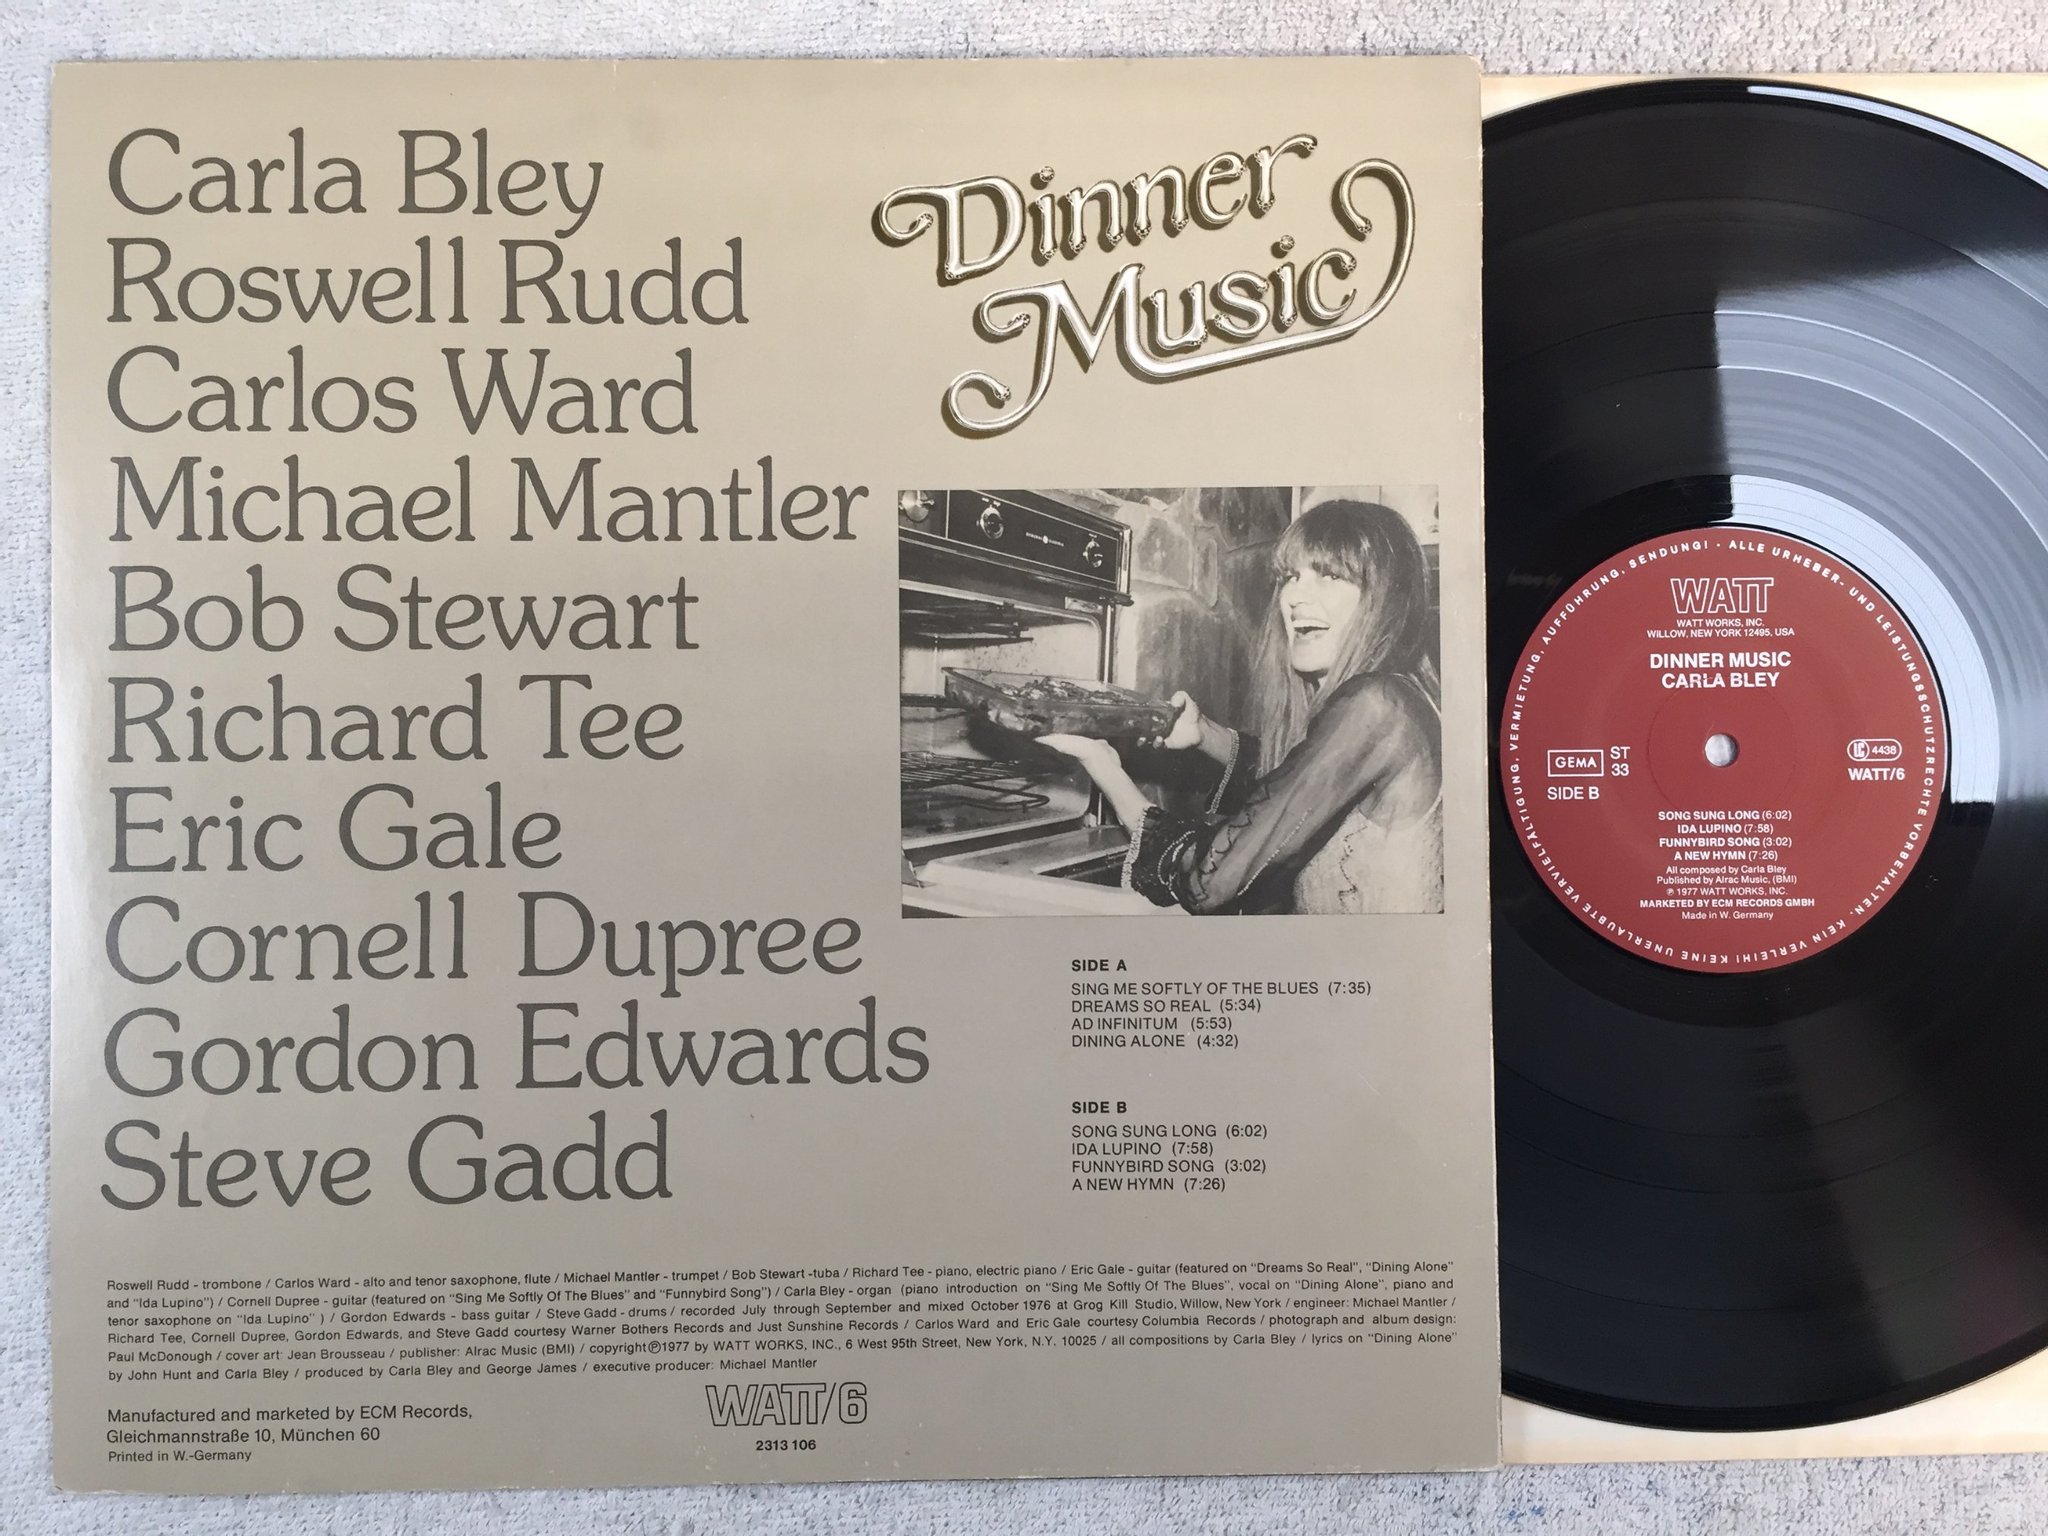 Carla Bley
Roswell Rudd
Carlos Ward
Michael Mantler
Bob Stewart
Richard Tee
Eric Gale
Cornell Dupree
Gordon Edwards
Steve Gadd
Dinner
Music
SIDE A
SING ME SOFTLY OF THE BLUES (7:35)
DREAMS SO REAL (5:34)
AD INFINITUM (5:53)
DINING ALONE (4:32)
SIDE B
SONG SUNG LONG (6:02)
IDA LUPINO (7:58)
FUNNYBIRD SONG (3:02)
A NEW HYMN (7:26)
Roswell Rudd - trombone / Carlos Ward - alto and tenor saxophone, flute / Michael Mantler - trumpet / Bob Stewart -tuba / Richard Tee - piano, electric piano / Eric Gale - guitar (featured on "Dreams So Real", "Dining Alone"
and "Ida Lupino") / Cornell Dupree - guitar (featured on "Sing Me Softly Of The Blues" and "Funnybird Song") / Carla Bley - organ (piano introduction on "Sing Me Softly Of The Blues", vocal on "Dining Alone", piano and
tenor saxophone on "Ida Lupino" ) / Gordon Edwards - bass guitar / Steve Gadd - drums / recorded July through September and mixed October 1976 at Grog Kill Studio, Willow, New York / engineer: Michael Mantler /
Richard Tee, Cornell Dupree, Gordon Edwards, and Steve Gadd courtesy Warner Bothers Records and Just Sunshine Records / Carlos Ward and Eric Gale courtesy Columbia Records / photograph and album design:
Paul McDonough / cover art: Jean Brousseau / publisher: Alrac Music (BMI) / copyright ℗1977 by WATT WORKS, INC., 6 West 95th Street, New York, N.Y. 10025 / all compositions by Carla Bley / lyrics on "Dining Alone"
by John Hunt and Carla Bley / produced by Carla Bley and George James / executive producer: Michael Mantler
WATT/6
2313 106
Manufactured and marketed by ECM Records,
Gleichmannstraße 10, München 60
Printed in W.-Germany
KEIN VERLEIH! KEINE UNERLAUBTE VERVIELFÄLTIGUNG, VERMIETUNG, AUFFÜHRUNG, SENDUNG! · ALLE URHEBER- UND LEISTUNGSSCHUTZRECHTE VORBEHALTEN.
WATT
WATT WORKS, INC.
WILLOW, NEW YORK 12495, USA
DINNER MUSIC
CARLA BLEY
GEMA
ST
33
SIDE B
LC 4438
WATT/6
SONG SUNG LONG (6:02)
IDA LUPINO (7:58)
FUNNYBIRD SONG (3:02)
A NEW HYMN (7:26)
All composed by Carla Bley
Published by Alrac Music, (BMI)
℗ 1977 WATT WORKS, INC.
MARKETED BY ECM RECORDS GMBH
Made in W. Germany